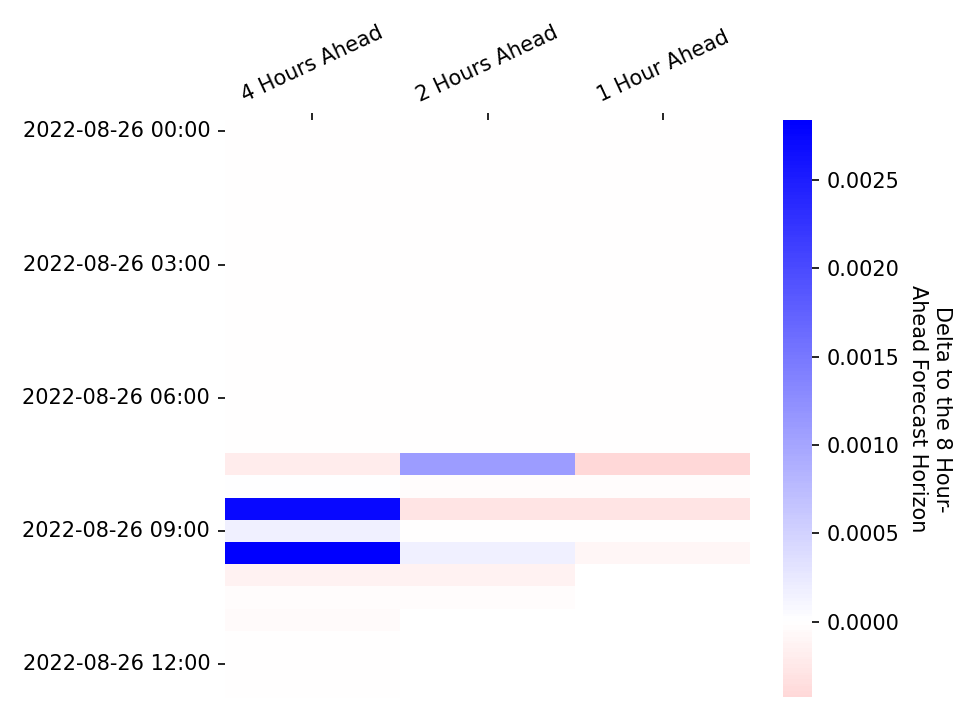 4 Hours Ahead
2 Hours Ahead
1 Hour Ahead
2022-08-26 00:00
2022-08-26 03:00
2022-08-26 06:00
2022-08-26 09:00
2022-08-26 12:00
0.0025
0.0020
0.0015
0.0010
0.0005
0.0000
Delta to the 8 Hour-
Ahead Forecast Horizon